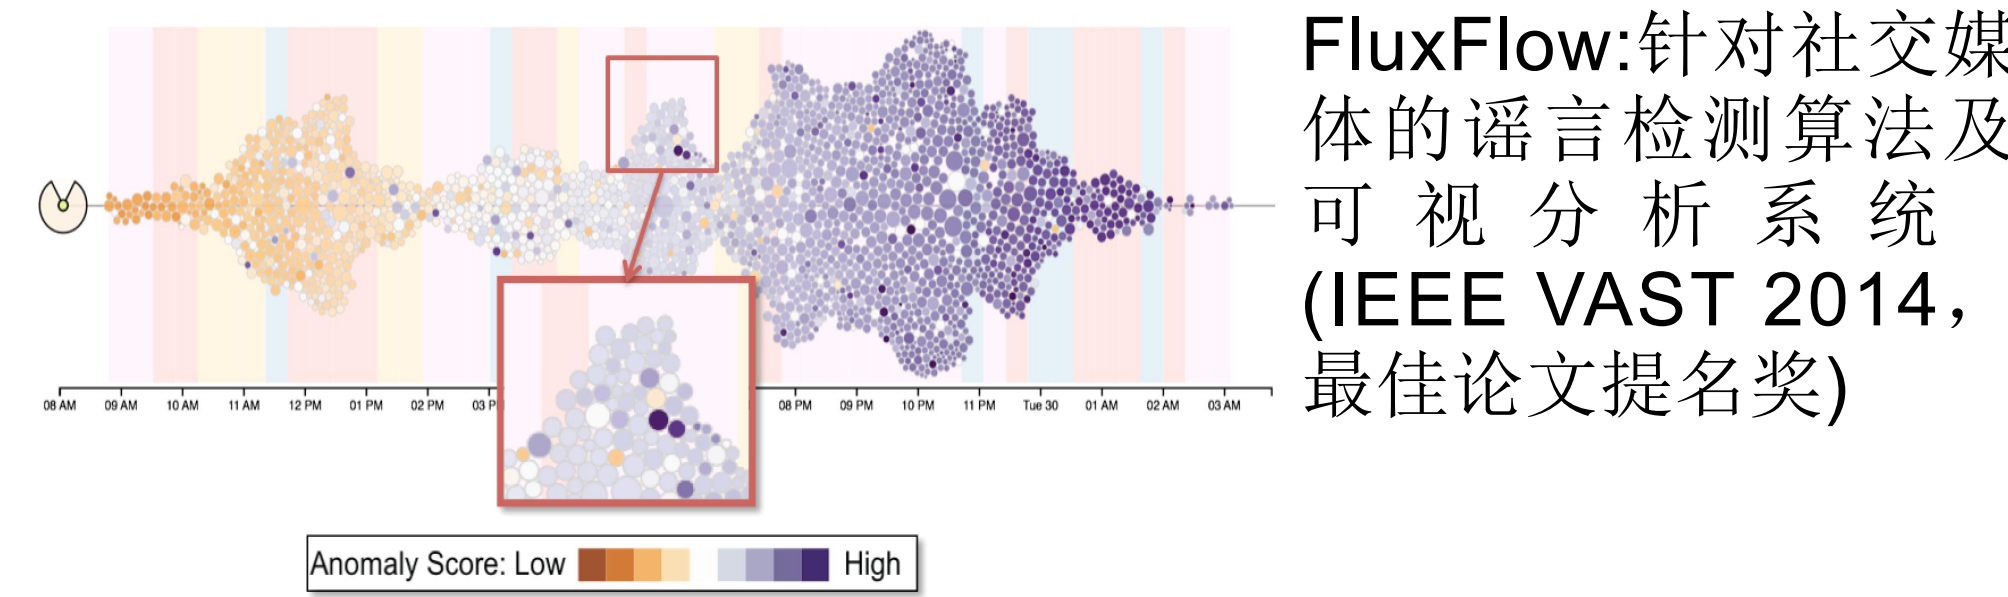 FluxFlow:针对社交媒
体的谣言检测算法及
可视分析系统
(IEEE VAST 2014，
最佳论文提名奖)
08 AM 09 AM 10 AM 11 AM 12 PM 01 PM 02 PM 03 P 08 PM 09 PM 10 PM 11 PM Tue 30 01 AM 02 AM 03 AM
Anomaly Score: Low High